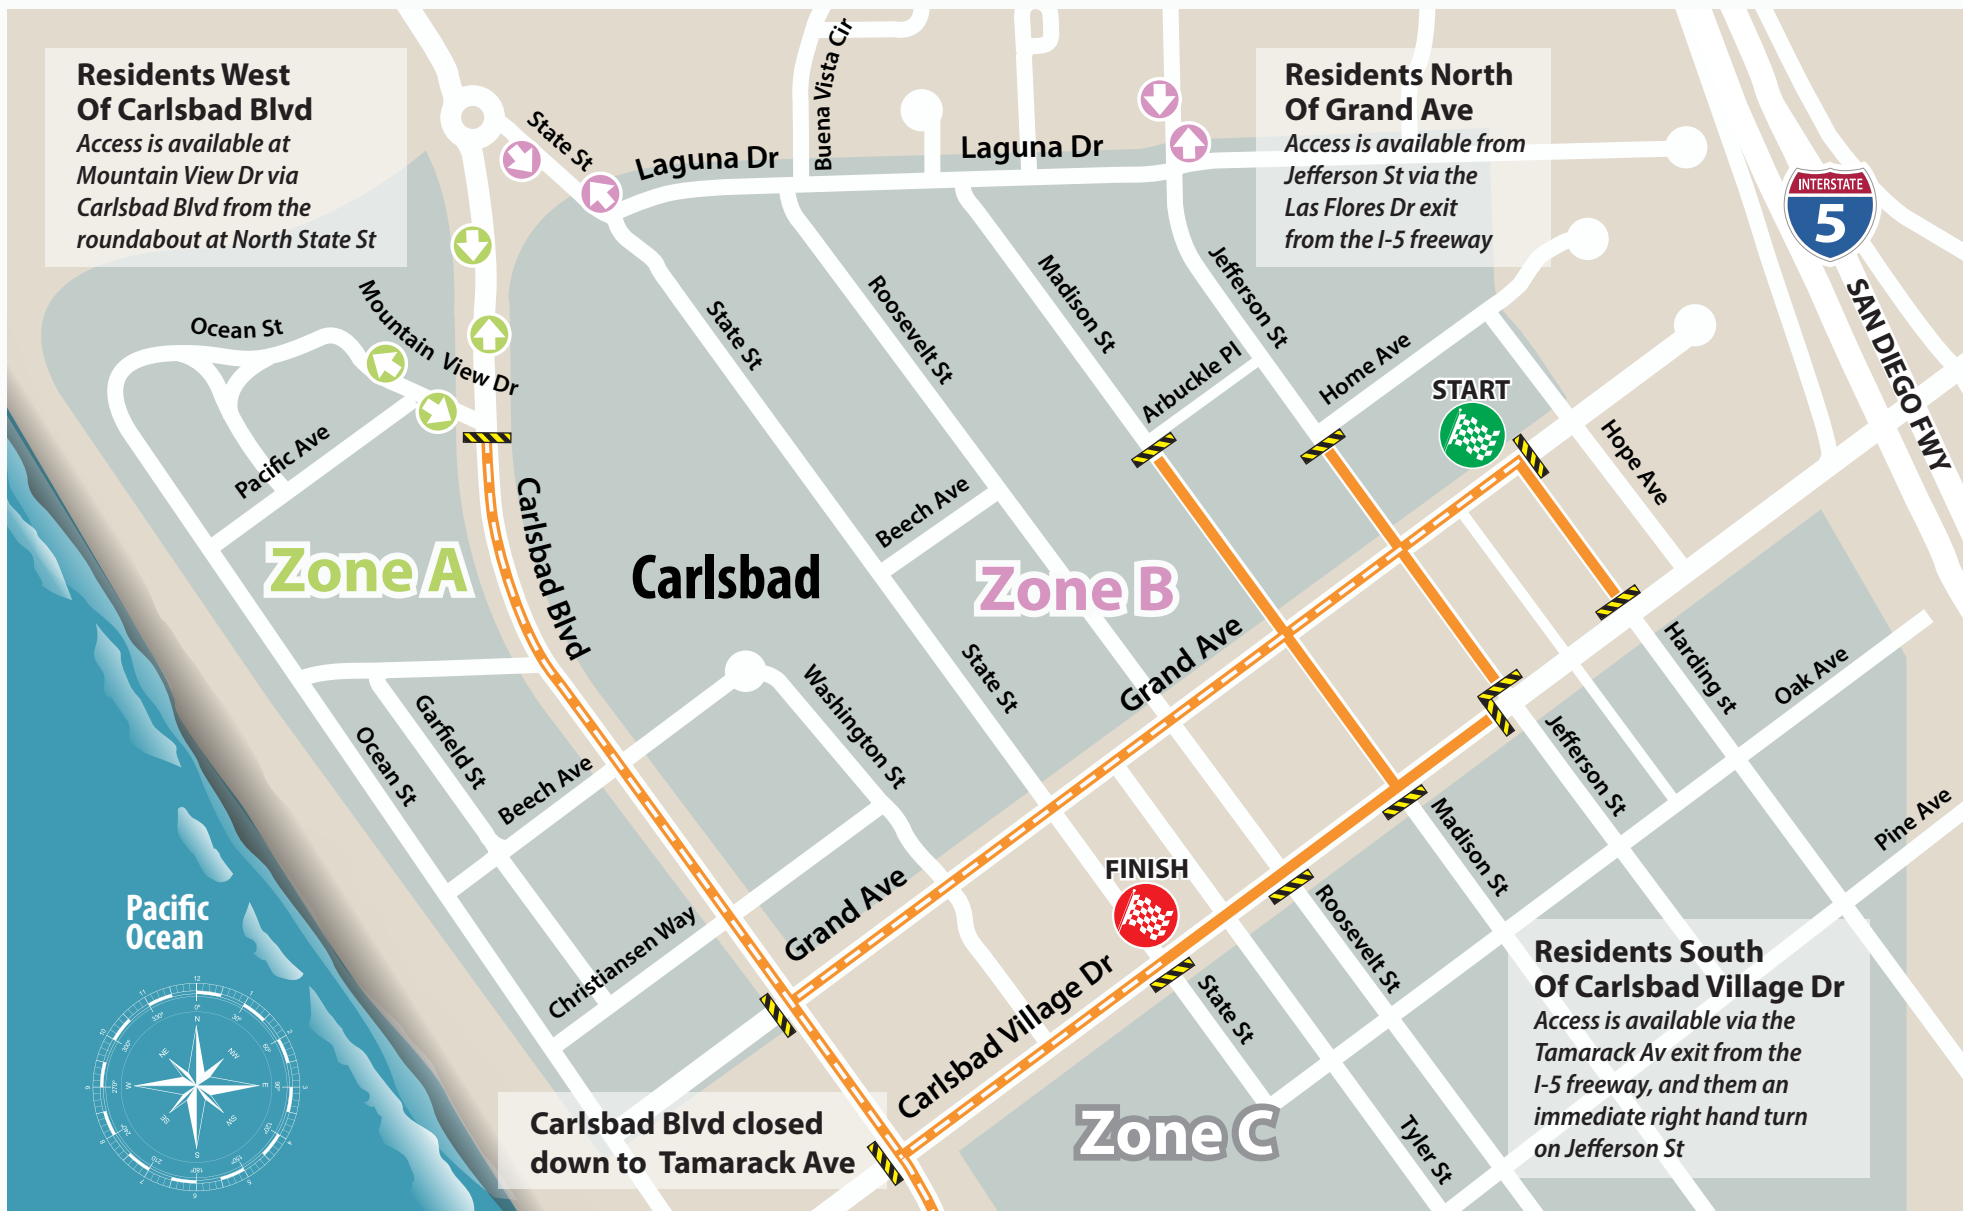 Residents West
Of Carlsbad Blvd
Access is available at
Mountain View Dr via
Carlsbad Blvd from the
roundabout at North State St
Residents North
Of Grand Ave
Access is available from
Jefferson St via the
Las Flores Dr exit
from the I-5 freeway
State St
Laguna Dr
Buena Vista Cir
Laguna Dr
INTERSTATE
5
SAN DIEGO FWY
Ocean St
Mountain View Dr
State St
Roosevelt St
Madison St
Jefferson St
Arbuckle Pl
Home Ave
START
Hope Ave
Pacific Ave
Beech Ave
Carlsbad Blvd
Zone A
Carlsbad
Zone B
Grand Ave
State St
Washington St
Harding st
Oak Ave
Garfield St
Ocean St
Beech Ave
Jefferson St
Madison St
Pine Ave
FINISH
Grand Ave
Christiansen Way
Roosevelt St
State St
Carlsbad Village Dr
Pacific
Ocean
Residents South
Of Carlsbad Village Dr
Access is available via the
Tamarack Av exit from the
I-5 freeway, and them an
immediate right hand turn
on Jefferson St
Carlsbad Blvd closed
down to Tamarack Ave
Zone C
Tyler St
N
NW
E
SW
S
SE
W
NE